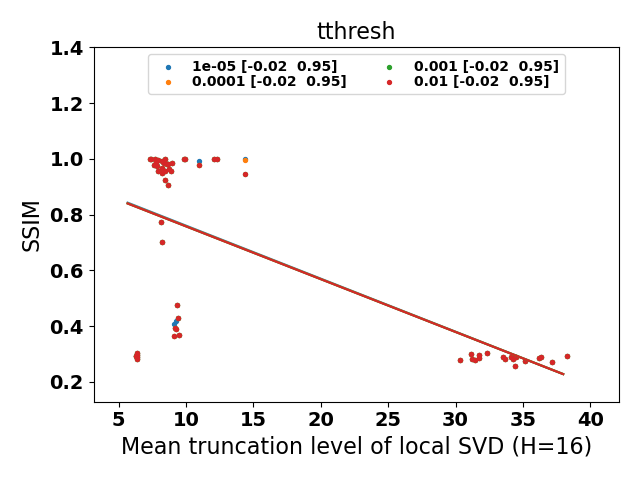 tthresh
1e-05 [-0.02  0.95]
0.0001 [-0.02  0.95]
0.001 [-0.02  0.95]
0.01 [-0.02  0.95]
SSIM
1.4
1.2
1.0
0.8
0.6
0.4
0.2
5 10 15 20 25 30 35 40
Mean truncation level of local SVD (H=16)